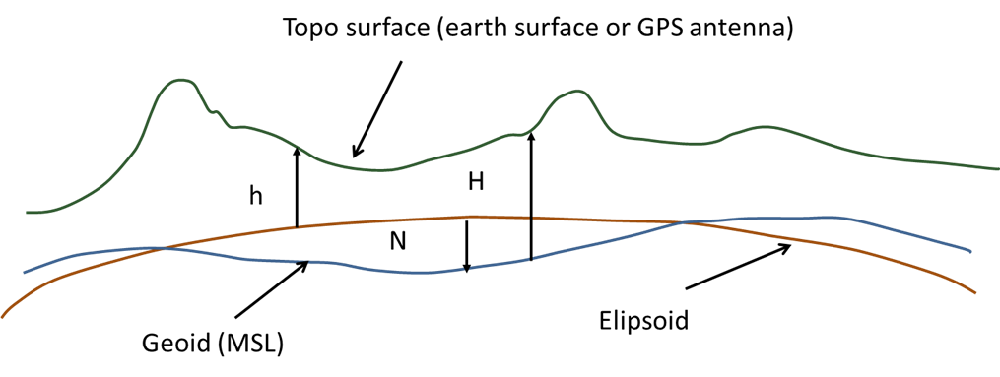 Topo surface (earth surface or GPS antenna)
H
h
N
Elipsoid
Geoid (MSL)